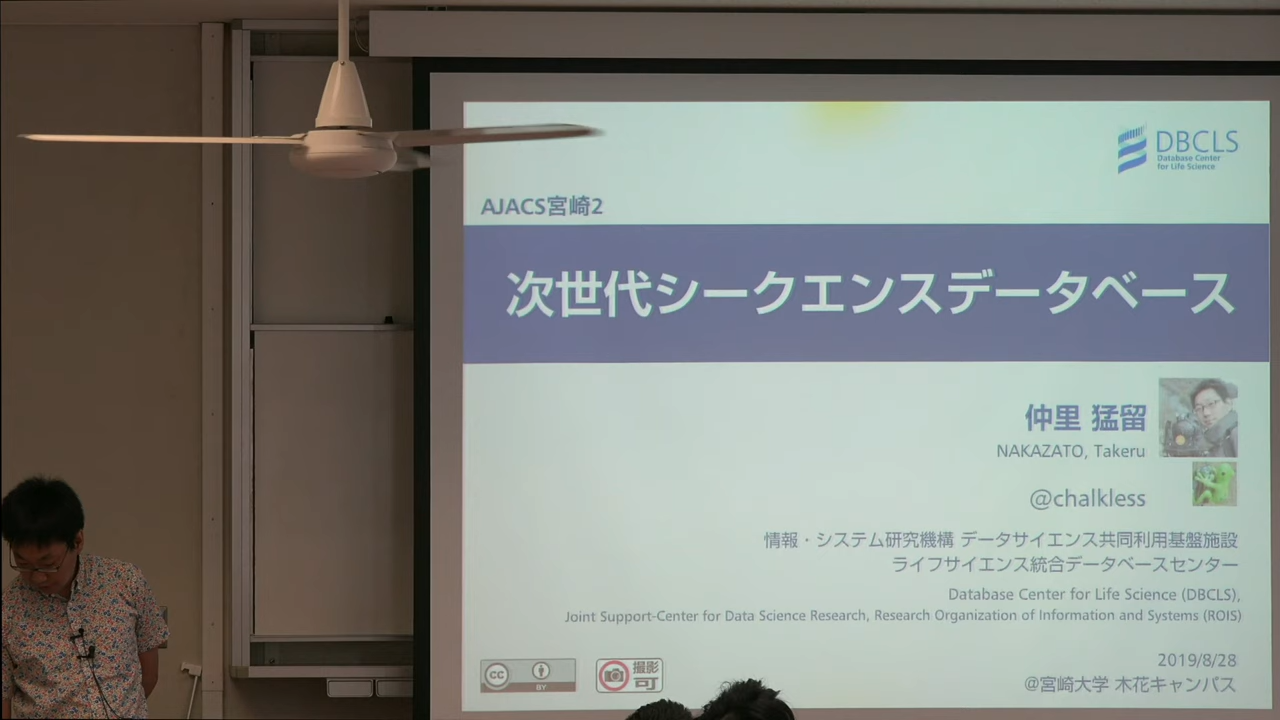 DBCLS
Database Center
for Life Science
AJACS宮崎2
次世代シークエンスデータベース
仲里 猛留
NAKAZATO, Takeru
@chalkless
情報・システム研究機構 データサイエンス共同利用基盤施設
ライフサイエンス統合データベースセンター
Database Center for Life Science (DBCLS),
Joint Support-Center for Data Science Research, Research Organization of Information and Systems (ROIS)
cc
BY
撮影
可
2019/8/28
@宮崎大学 木花キャンパス